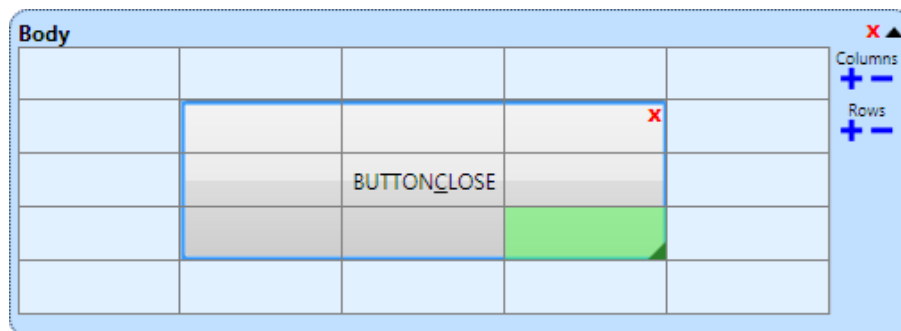 Body
x
Columns
+ -
Rows
+ -
x
BUTTONCLOSE